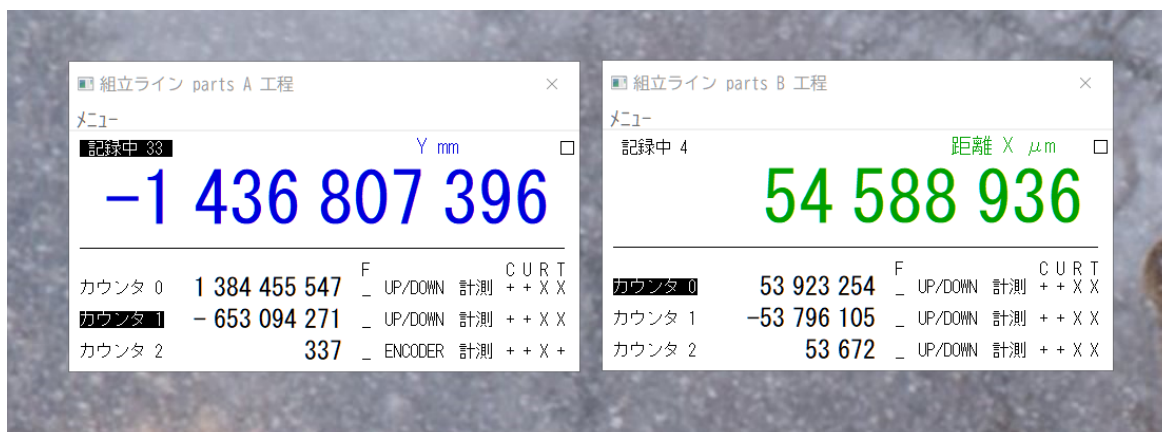 組立ライン parts A 工程
メニュー
記録中 33 Y mm
-1 436 807 396
F C U R T
カウンタ 0 1 384 455 547 _ UP/DOWN 計測 + + X X
カウンタ 1 - 653 094 271 _ UP/DOWN 計測 + + X X
カウンタ 2 337 _ ENCODER 計測 + + X +
組立ライン parts B 工程
メニュー
記録中 4 距離 X μm
54 588 936
F C U R T
カウンタ 0 53 923 254 _ UP/DOWN 計測 + + X X
カウンタ 1 -53 796 105 _ UP/DOWN 計測 + + X X
カウンタ 2 53 672 _ UP/DOWN 計測 + + X X